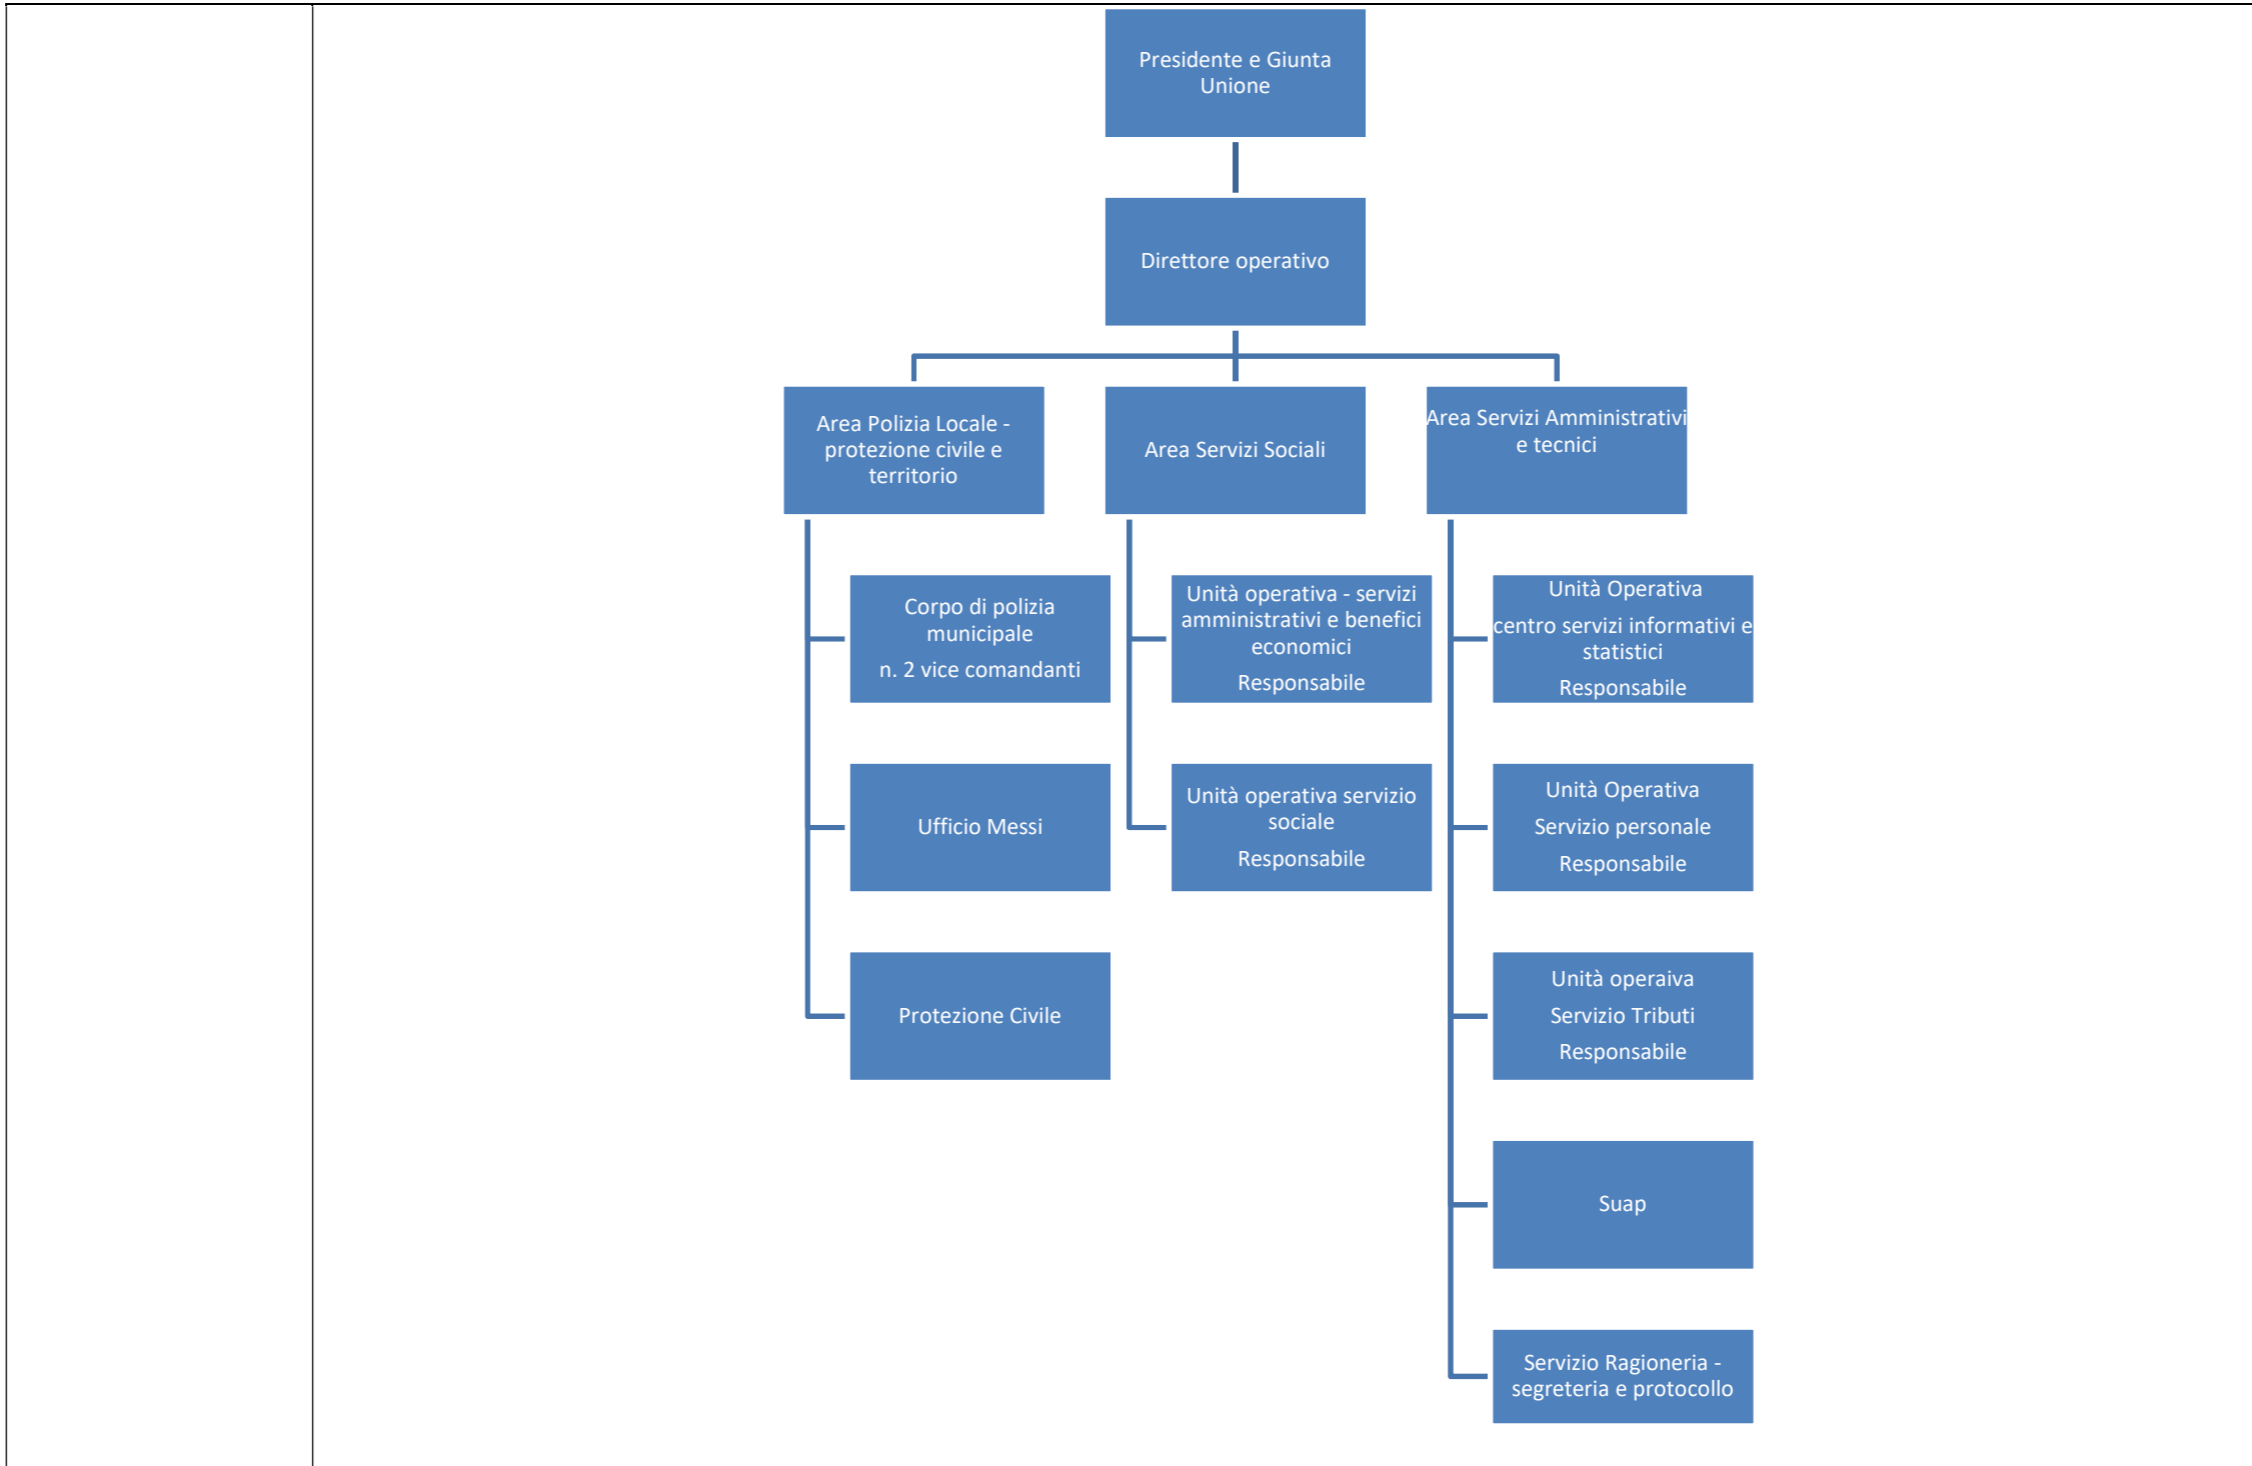 Presidente e Giunta
Unione
Direttore operativo
Area Polizia Locale -
protezione civile e
territorio
Area Servizi Sociali
Area Servizi Amministrativi
e tecnici
Corpo di polizia
municipale
n. 2 vice comandanti
Ufficio Messi
Protezione Civile
Unità operativa - servizi
amministrativi e benefici
economici
Responsabile
Unità operativa servizio
sociale
Responsabile
Unità Operativa
centro servizi informativi e
statistici
Responsabile
Unità Operativa
Servizio personale
Responsabile
Unità operaiva
Servizio Tributi
Responsabile
Suap
Servizio Ragioneria -
segreteria e protocollo